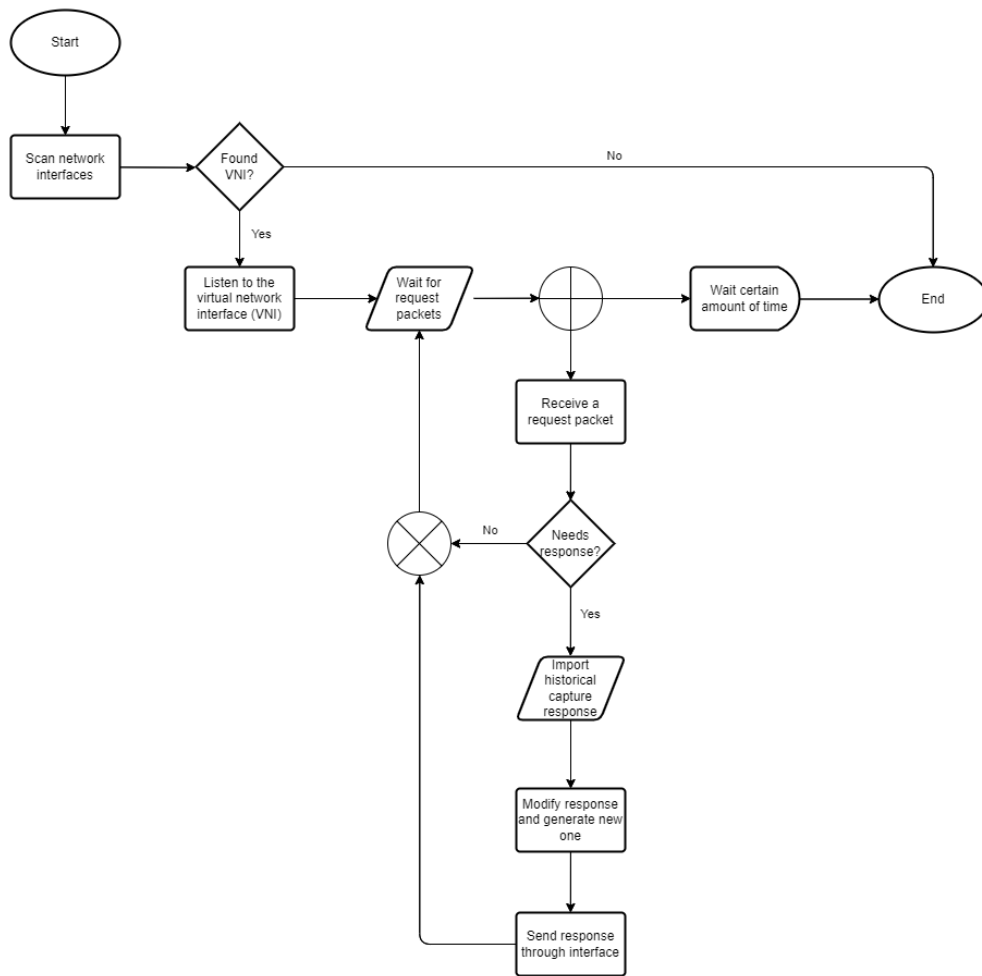 Start
Scan network
interfaces
Found
VNI?
No
Yes
Listen to the
virtual network
interface (VNI)
Wait for
request
packets
Wait certain
amount of time
End
Receive a
request packet
Needs
response?
No
Yes
Import
historical
capture
response
Modify response
and generate new
one
Send response
through interface